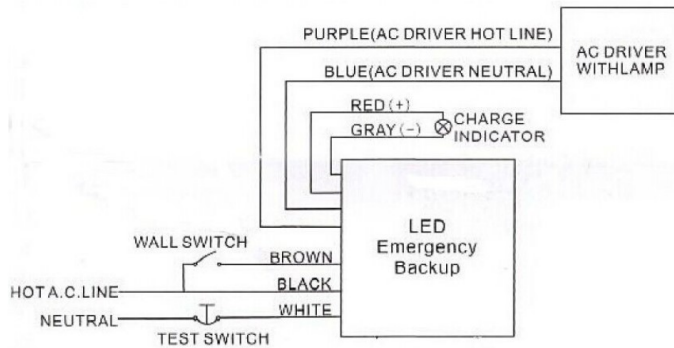 PURPLE(AC DRIVER HOT LINE)
AC DRIVER
WITHLAMP
BLUE(AC DRIVER NEUTRAL)
RED(+)
GRAY(-)
CHARGE
INDICATOR
LED
Emergency
Backup
WALL SWITCH
BROWN
HOT A.C.LINE
BLACK
NEUTRAL
WHITE
TEST SWITCH